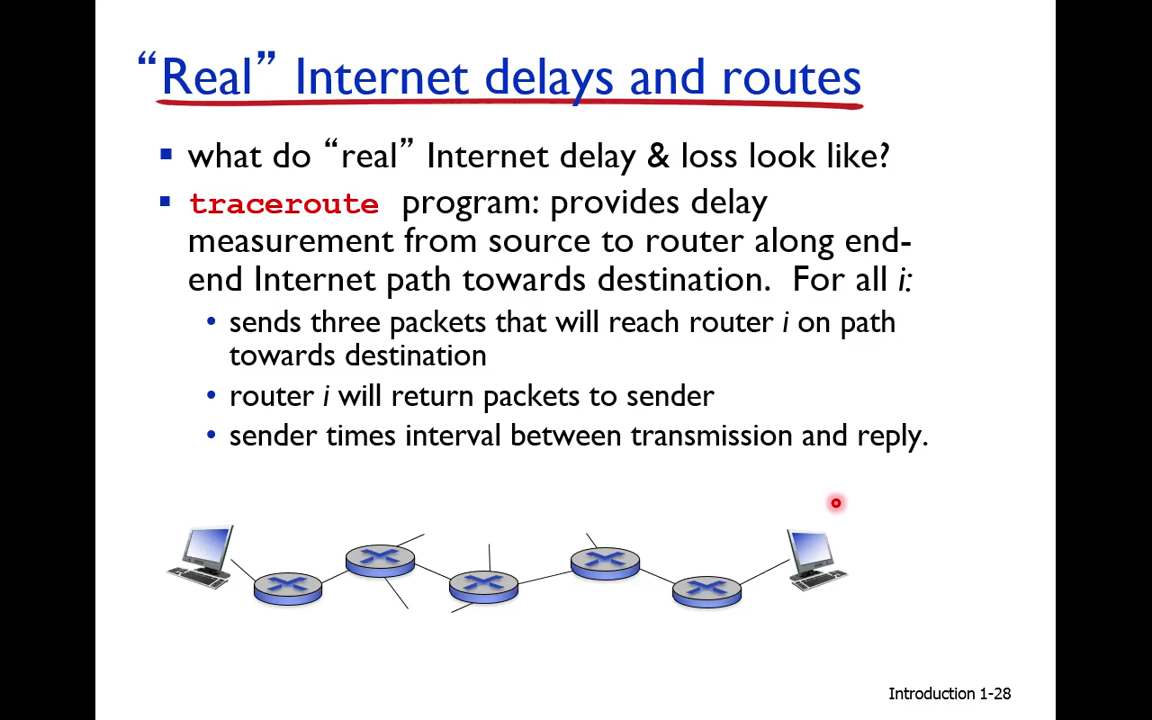 “Real” Internet delays and routes
▪ what do “real” Internet delay & loss look like?
▪ traceroute program: provides delay
measurement from source to router along end-
end Internet path towards destination. For all i:
• sends three packets that will reach router i on path
towards destination
• router i will return packets to sender
• sender times interval between transmission and reply.
Introduction 1-28